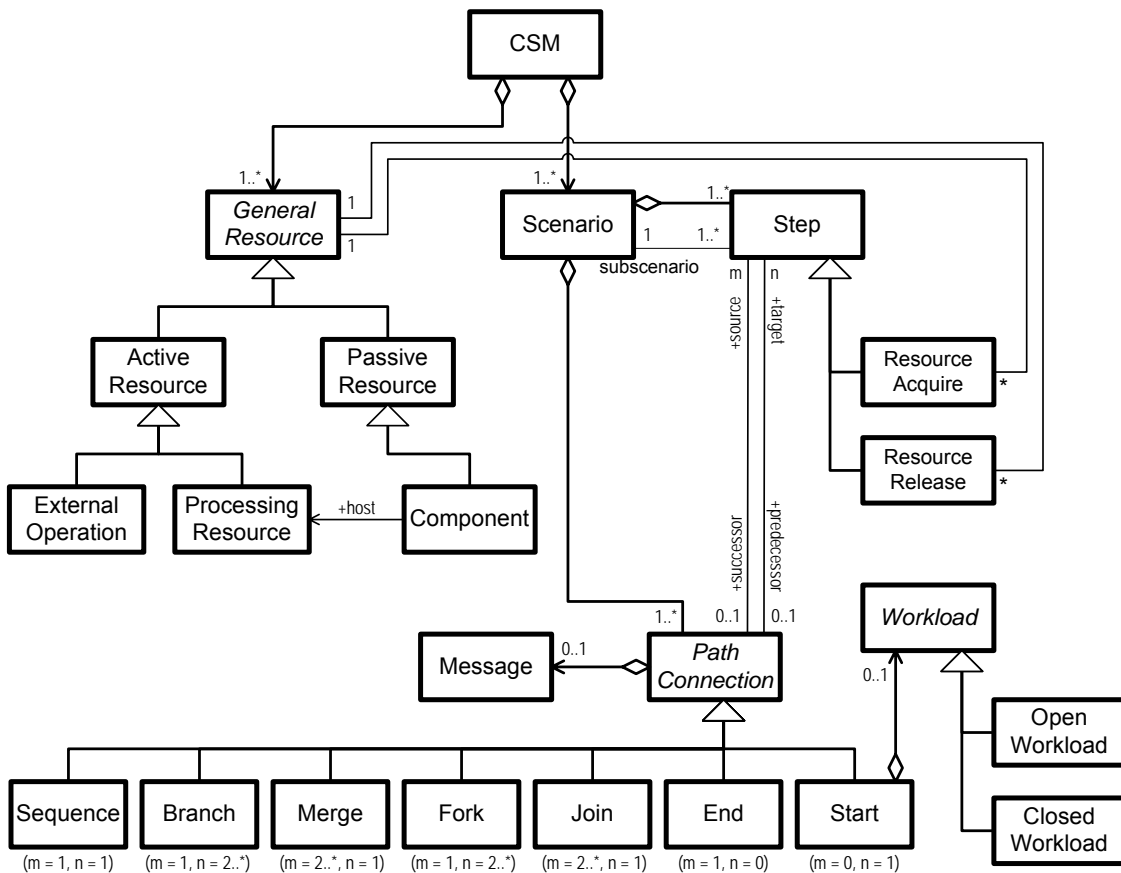 CSM
1..*
1..*
General
Resource
1
1
Scenario
1..*
1
1..*
subscenario
Step
m
n
+source
+target
Active
Resource
Passive
Resource
Resource
Acquire
*
Resource
Release
*
External
Operation
Processing
Resource
+host
Component
+successor
+predecessor
1..*
0..1
0..1
Message
0..1
Path
Connection
Workload
0..1
Open
Workload
Closed
Workload
Sequence
Branch
Merge
Fork
Join
End
Start
(m = 1, n = 1)
(m = 1, n = 2..*)
(m = 2..*, n = 1)
(m = 1, n = 2..*)
(m = 2..*, n = 1)
(m = 1, n = 0)
(m = 0, n = 1)